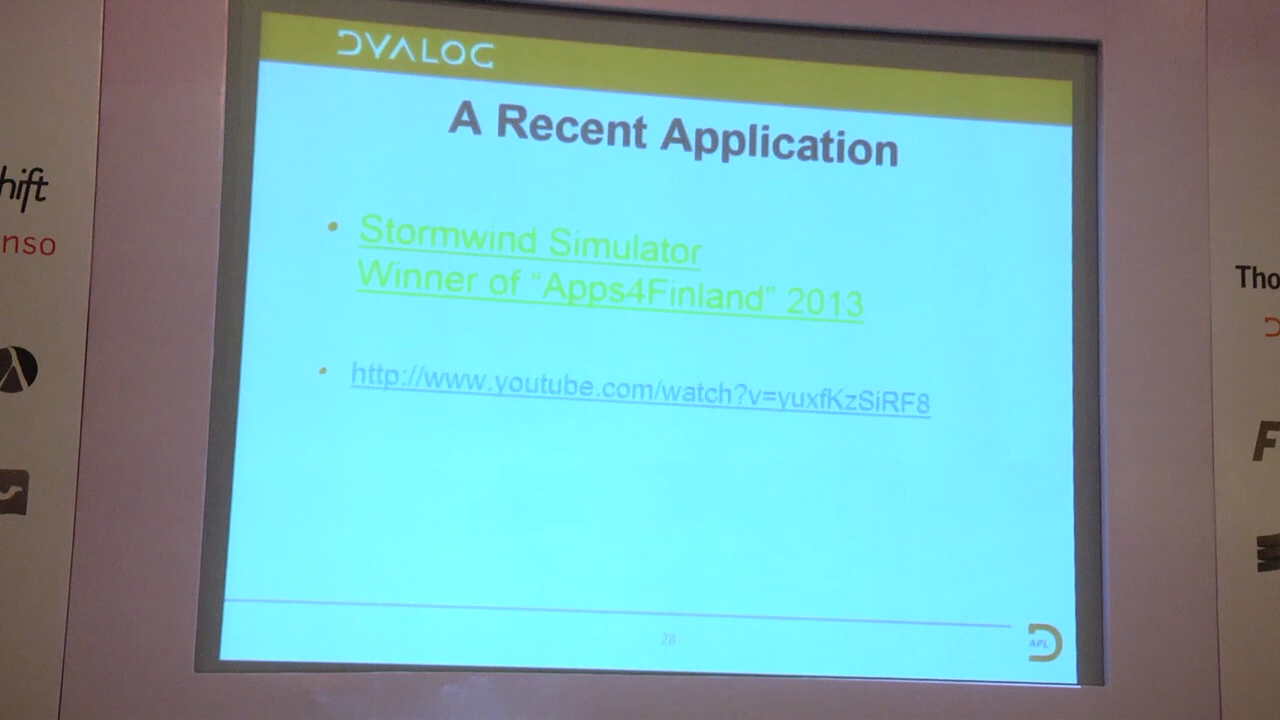 DVALOG
A Recent Application
• Stormwind Simulator
Winner of “Apps4Finland” 2013
• http://www.youtube.com/watch?v=yuxfKzSiRF8
28
APL
hift
nso
Tho
F